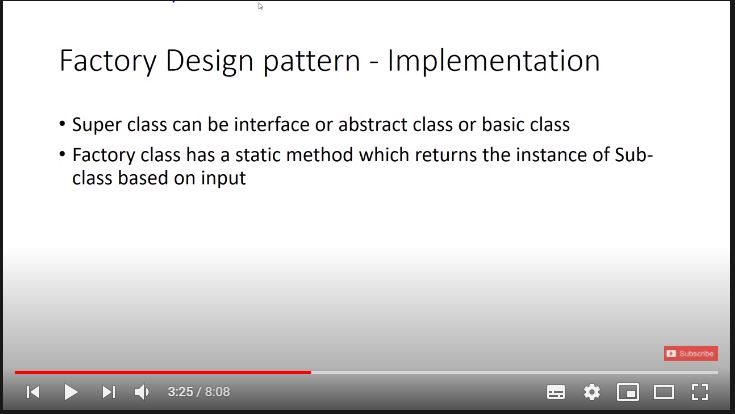 Factory Design pattern - Implementation
• Super class can be interface or abstract class or basic class
• Factory class has a static method which returns the instance of Sub-
class based on input
Subscribe
3:25 / 8:08